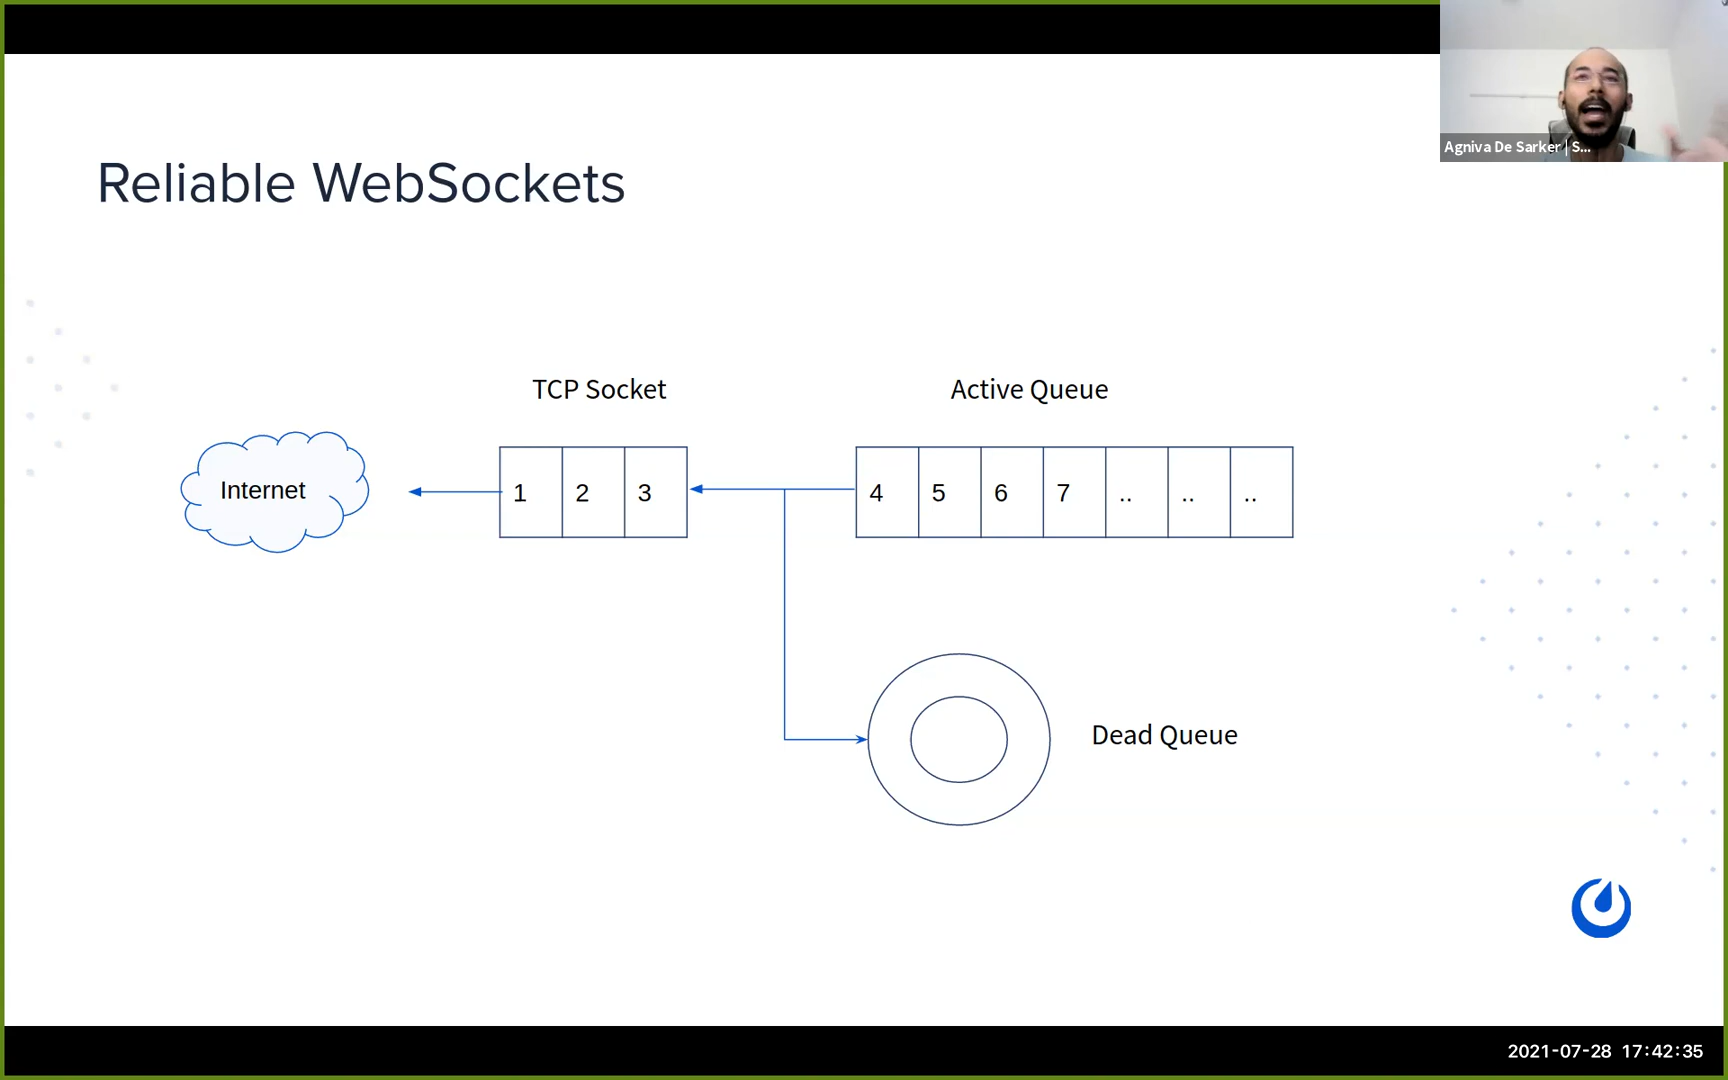 Agniva De Sarker | S...
Reliable WebSockets
TCP Socket
Active Queue
Internet
1 2 3
4 5 6 7 .. .. ..
Dead Queue
2021-07-28 17:42:35